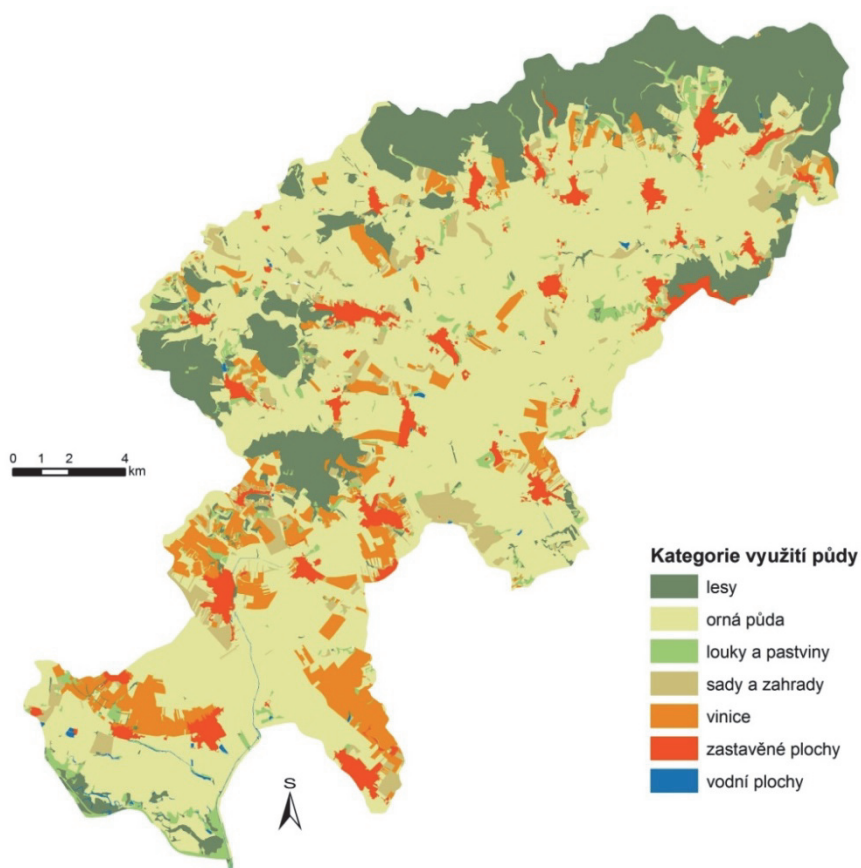 0 1 2 4
km
S
Kategorie využití půdy
lesy
orná půda
louky a pastviny
sady a zahrady
vinice
zastavěné plochy
vodní plochy